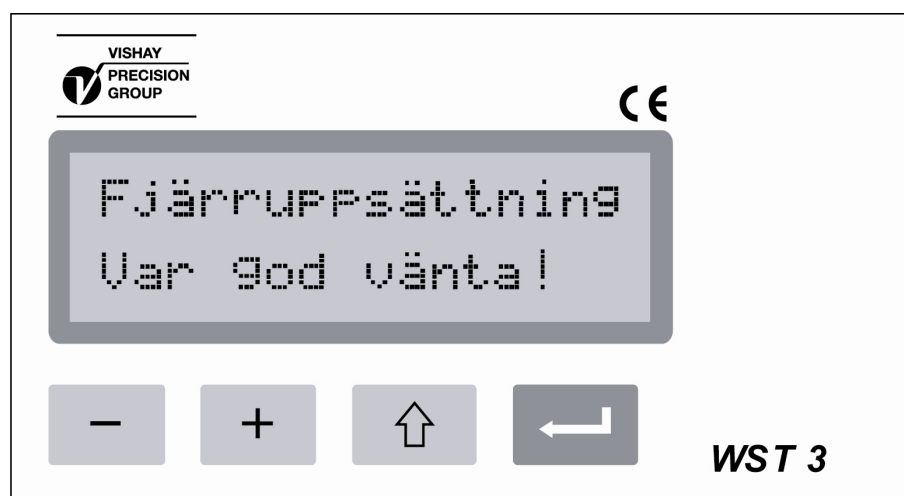 VISHAY
PRECISION
GROUP
CE
Fjärruppsättning
Var god vänta!
- +
WST 3